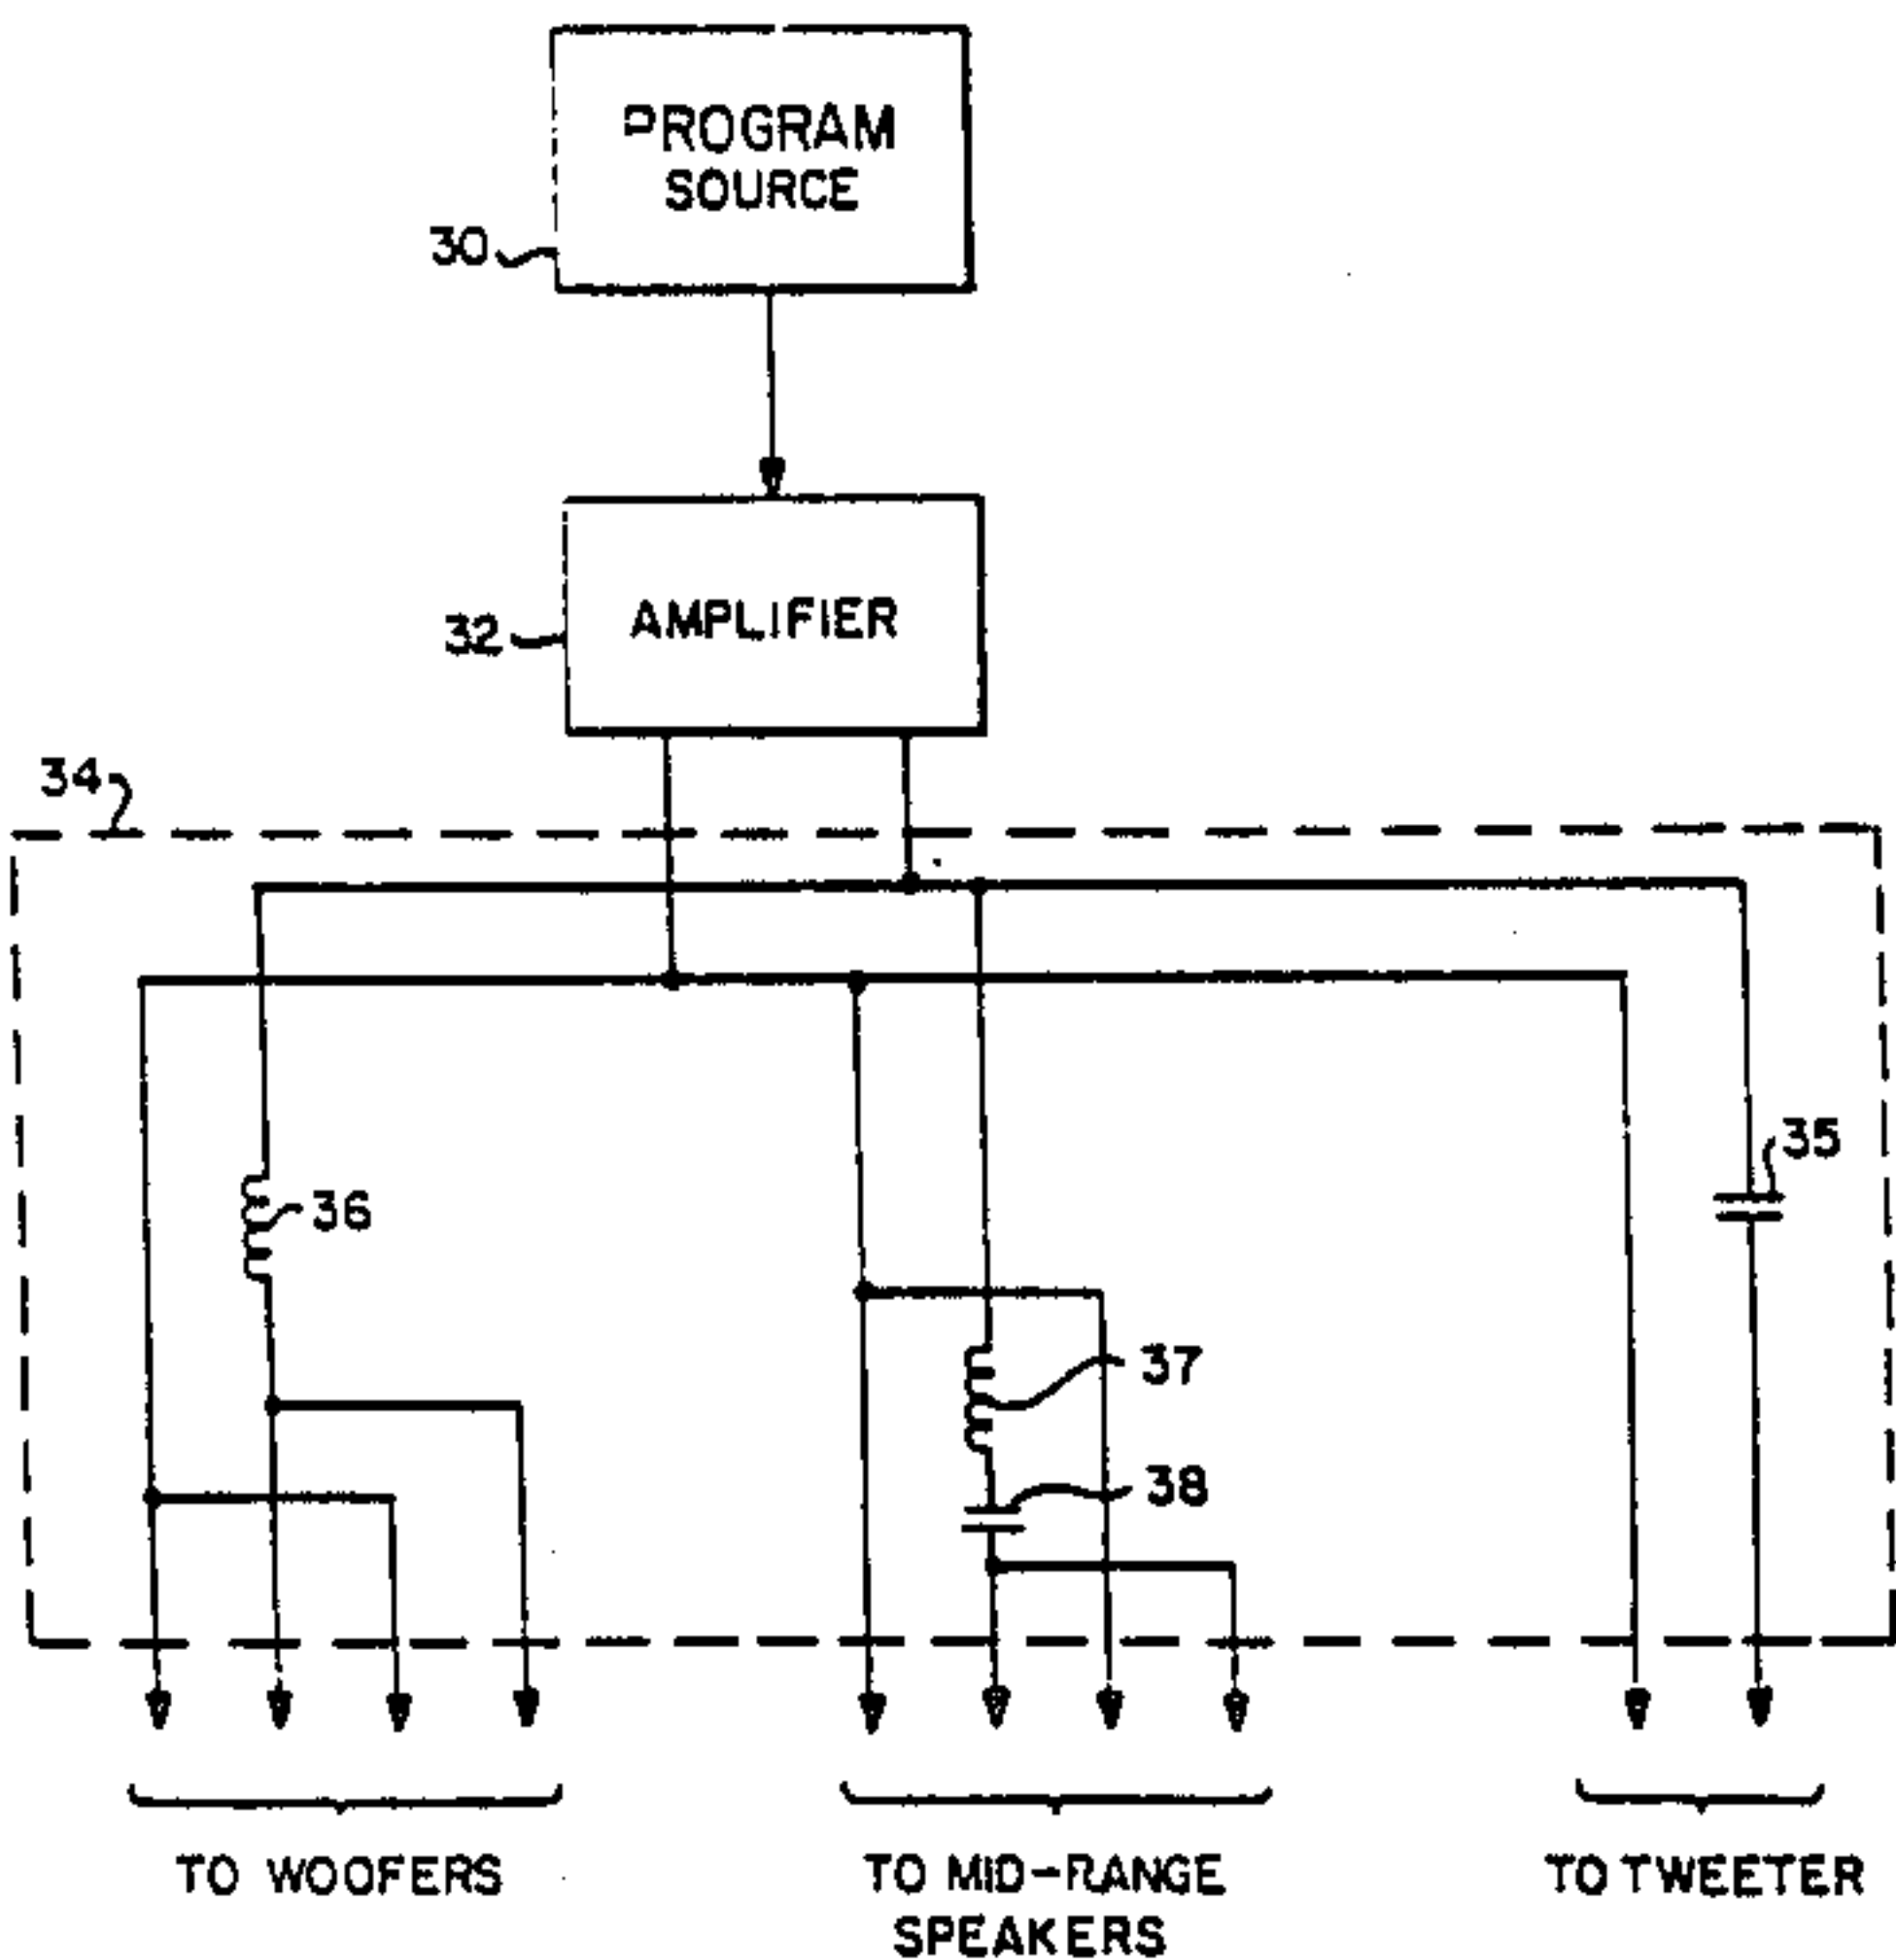 PROGRAM
SOURCE
30
AMPLIFIER
32
34
35
36
37
38
TO WOOFERS
TO MID-RANGE
SPEAKERS
TO TWEETER